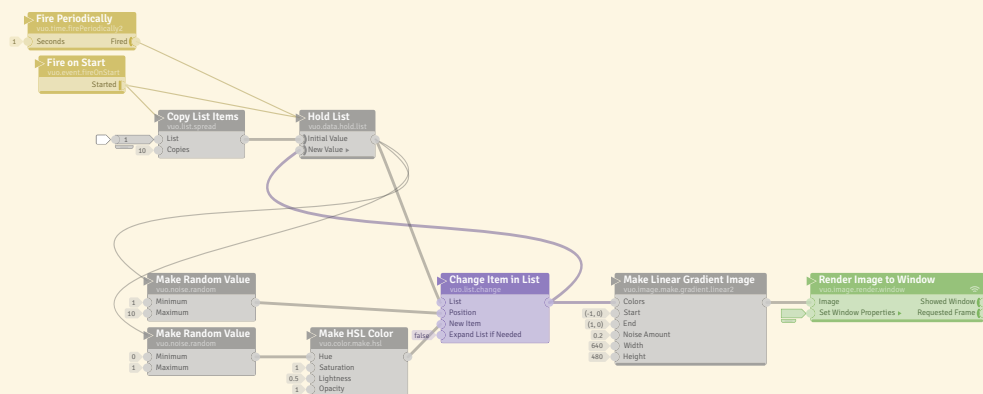 Fire Periodically
vuo.time.firePeriodically2
1 Seconds Fired
Fire on Start
vuo.event.fireOnStart
Started
Copy List Items
vuo.list.spread
1 List
10 Copies
Hold List
vuo.data.hold.list
Initial Value
New Value
Make Random Value
vuo.noise.random
1 Minimum
10 Maximum
Make Random Value
vuo.noise.random
0 Minimum
1 Maximum
Make HSL Color
vuo.color.make.hsl
Hue
1 Saturation
0.5 Lightness
1 Opacity
Change Item in List
vuo.list.change
List
Position
New Item
false Expand List if Needed
Make Linear Gradient Image
vuo.image.make.gradient.linear2
Colors
(-1, 0) Start
(1, 0) End
0.2 Noise Amount
640 Width
480 Height
Render Image to Window
vuo.image.render.window
Image Showed Window
Set Window Properties Requested Frame